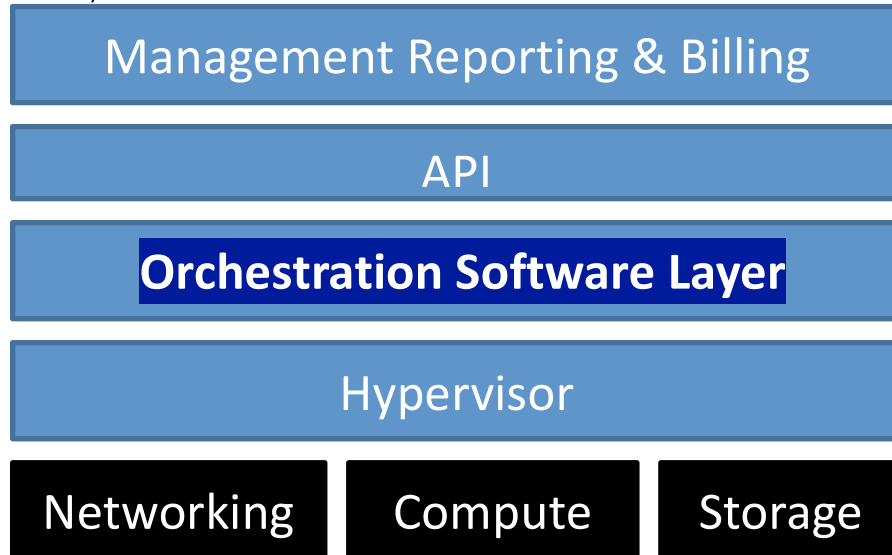 Management Reporting & Billing
API
Orchestration Software Layer
Hypervisor
Networking Compute Storage